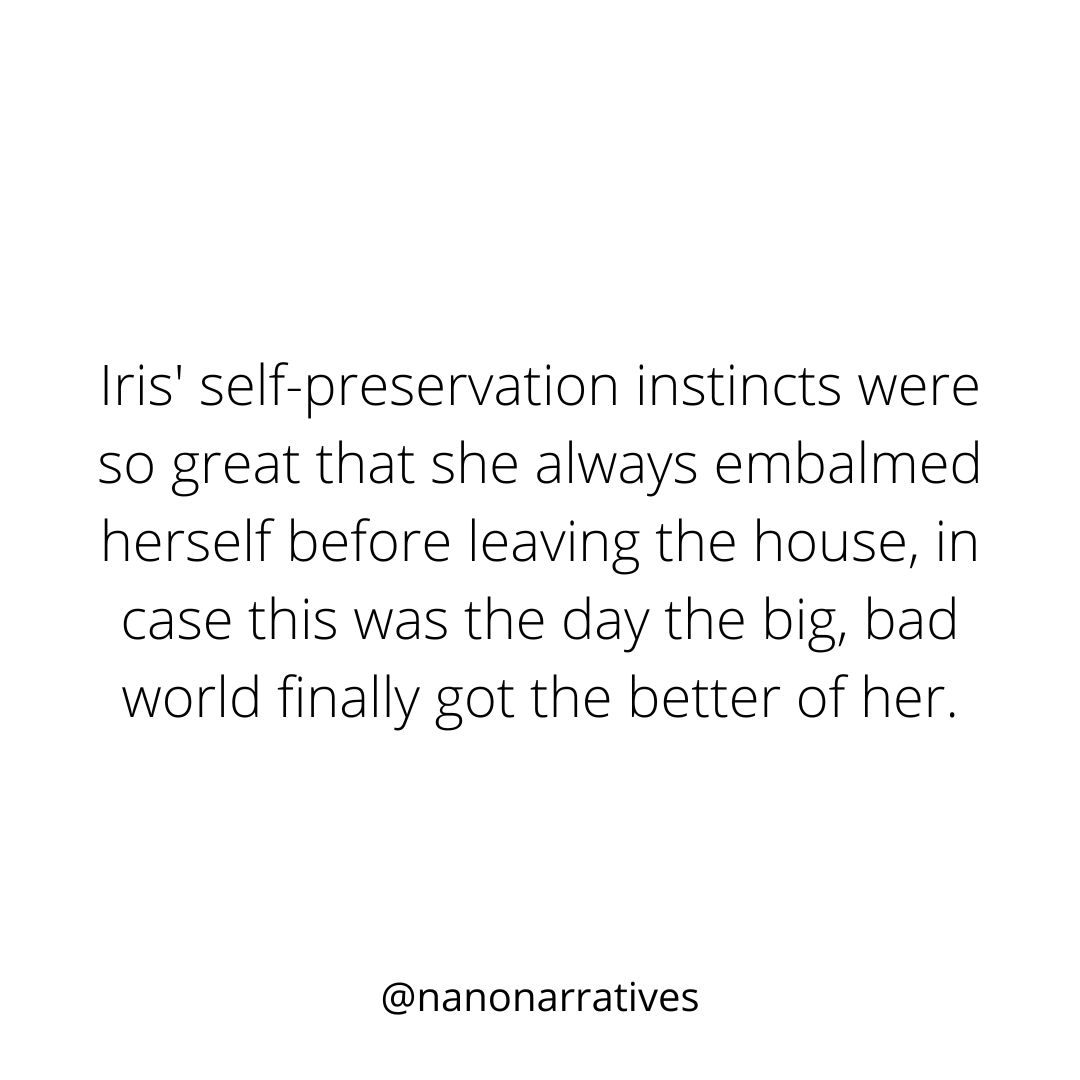 Iris' self-preservation instincts were
so great that she always embalmed
herself before leaving the house, in
case this was the day the big, bad
world finally got the better of her.
@nanonarratives